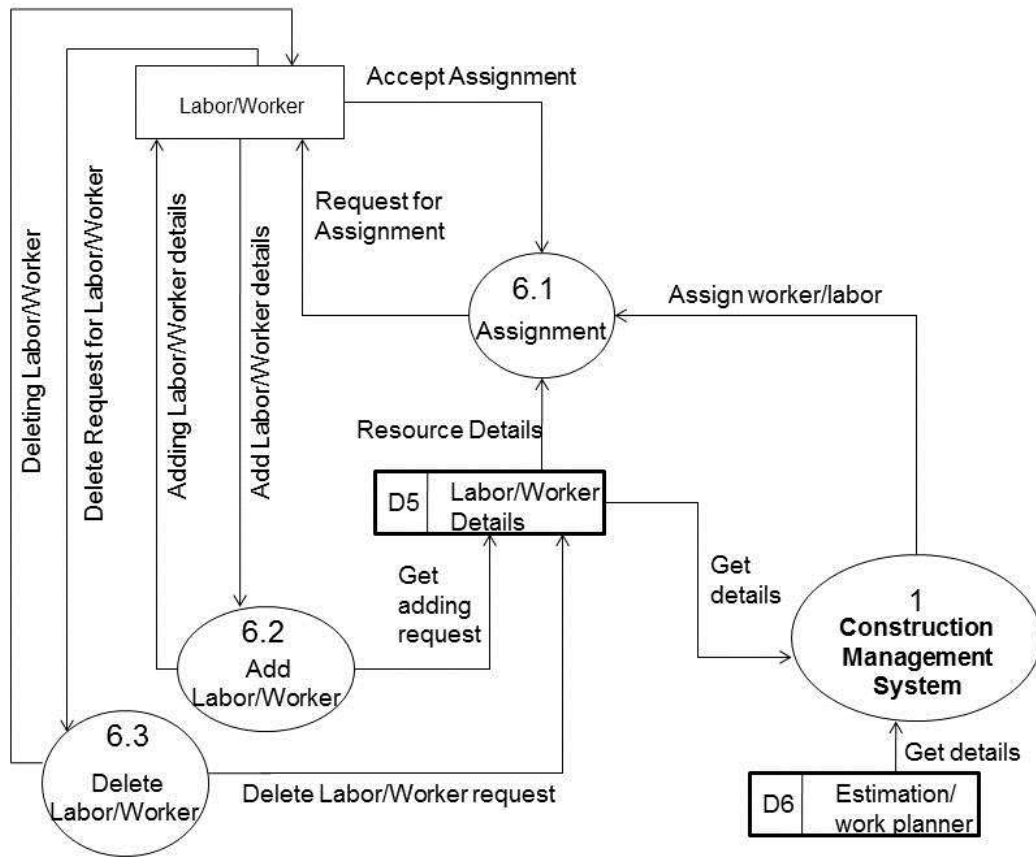 Accept Assignment
Labor/Worker
Request for
Assignment
Deleting Labor/Worker
Delete Request for Labor/Worker
Adding Labor/Worker details
Add Labor/Worker details
6.1
Assignment
Assign worker/labor
Resource Details
D5
Labor/Worker
Details
Get
adding
request
Get
details
1
Construction
Management
System
6.2
Add
Labor/Worker
6.3
Delete
Labor/Worker
Delete Labor/Worker request
Get details
D6
Estimation/
work planner